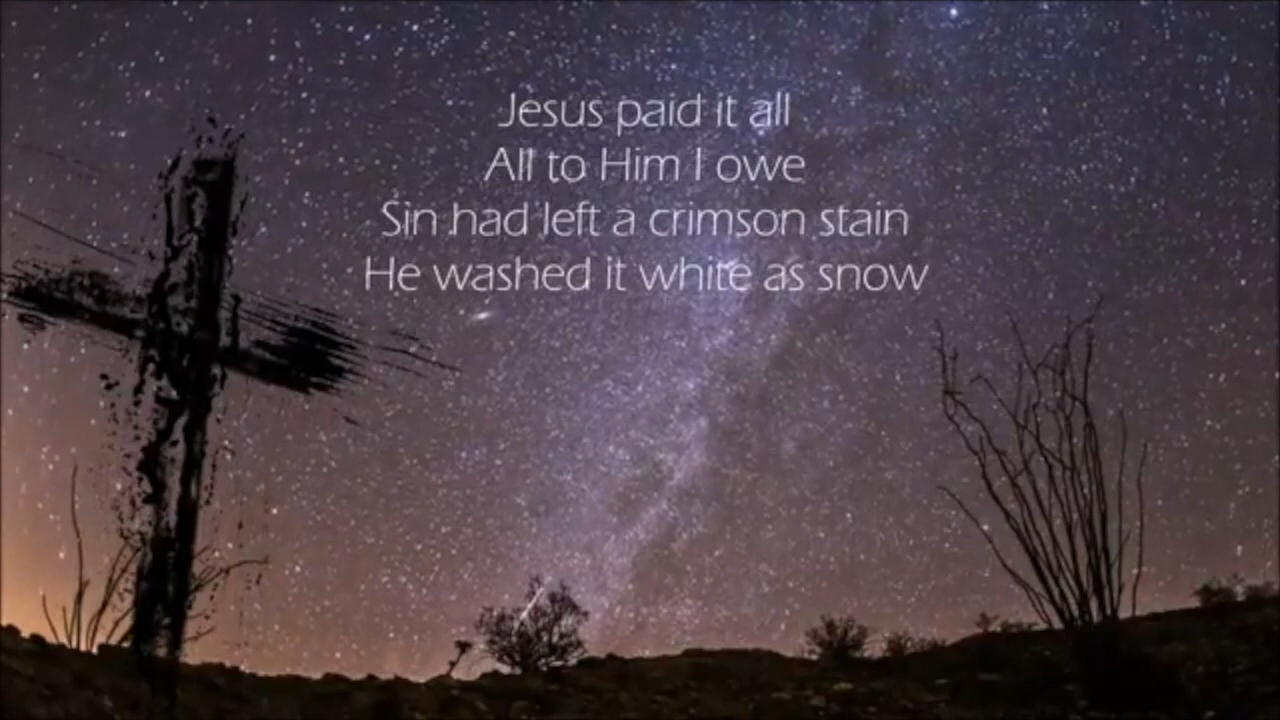 Jesus paid it all
All to Him I owe
Sin had left a crimson stain
He washed it white as snow